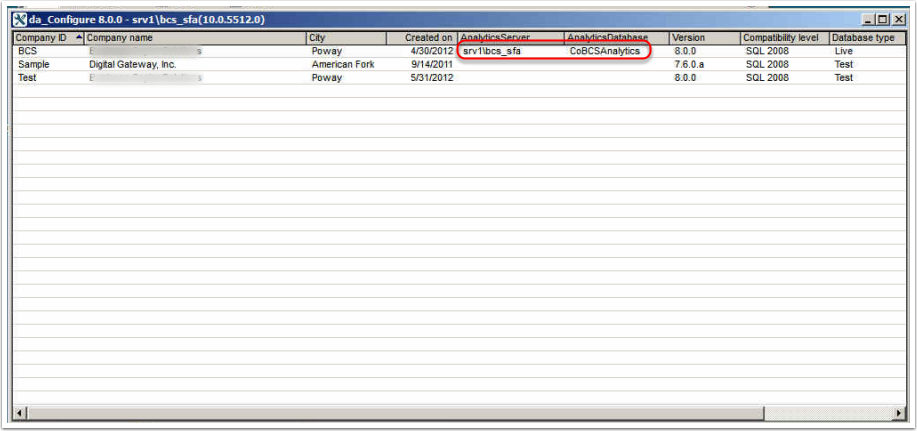 da_Configure 8.0.0 - srv1\bcs_sfa(10.0.5512.0)
Company ID Company name City Created on AnalyticsServer AnalyticsDatabase Version Compatibility level Database type
BCS Poway 4/30/2012 srv1\bcs_sfa CoBCSAnalytics 8.0.0 SQL 2008 Live
Sample Digital Gateway, Inc. American Fork 9/14/2011 7.6.0.a SQL 2008 Test
Test Poway 5/31/2012 8.0.0 SQL 2008 Test